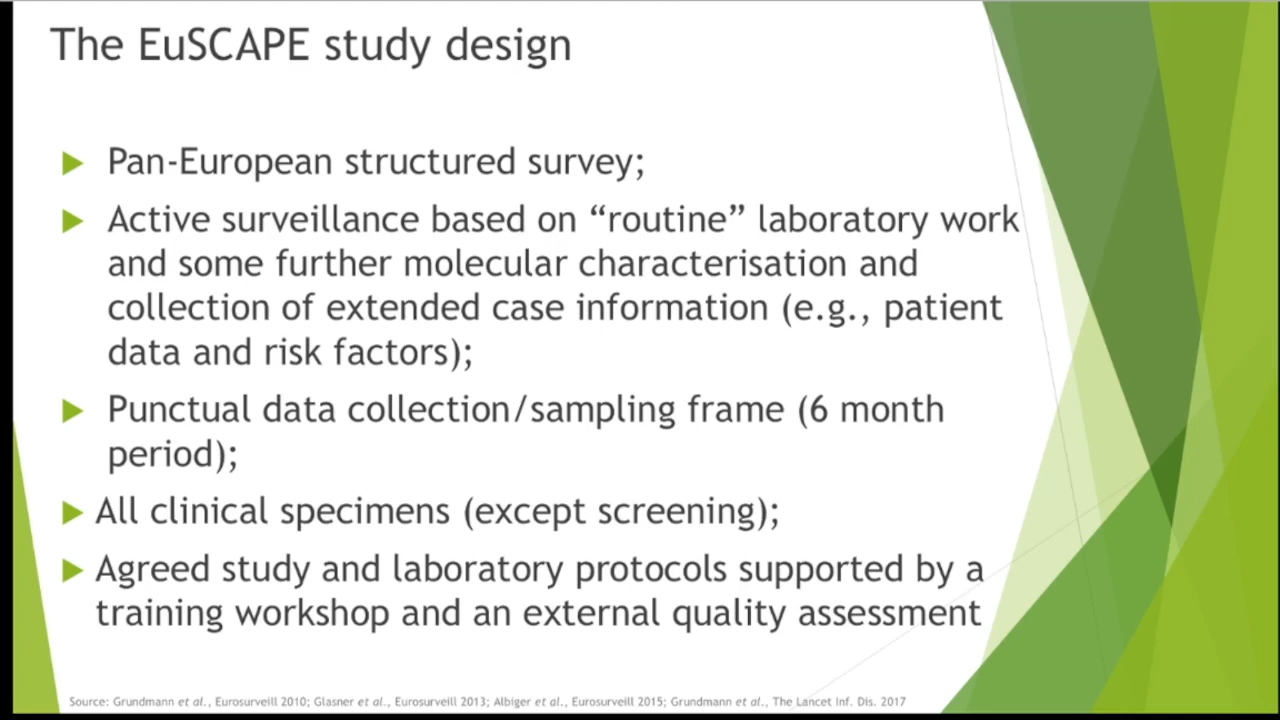 The EuSCAPE study design
Pan-European structured survey;
Active surveillance based on “routine” laboratory work
and some further molecular characterisation and
collection of extended case information (e.g., patient
data and risk factors);
Punctual data collection/sampling frame (6 month
period);
All clinical specimens (except screening);
Agreed study and laboratory protocols supported by a
training workshop and an external quality assessment
Source: Grundmann et al., Eurosurveill 2010; Glasner et al., Eurosurveill 2013; Albiger et al., Eurosurveill 2015; Grundmann et al., The Lancet Inf. Dis. 2017